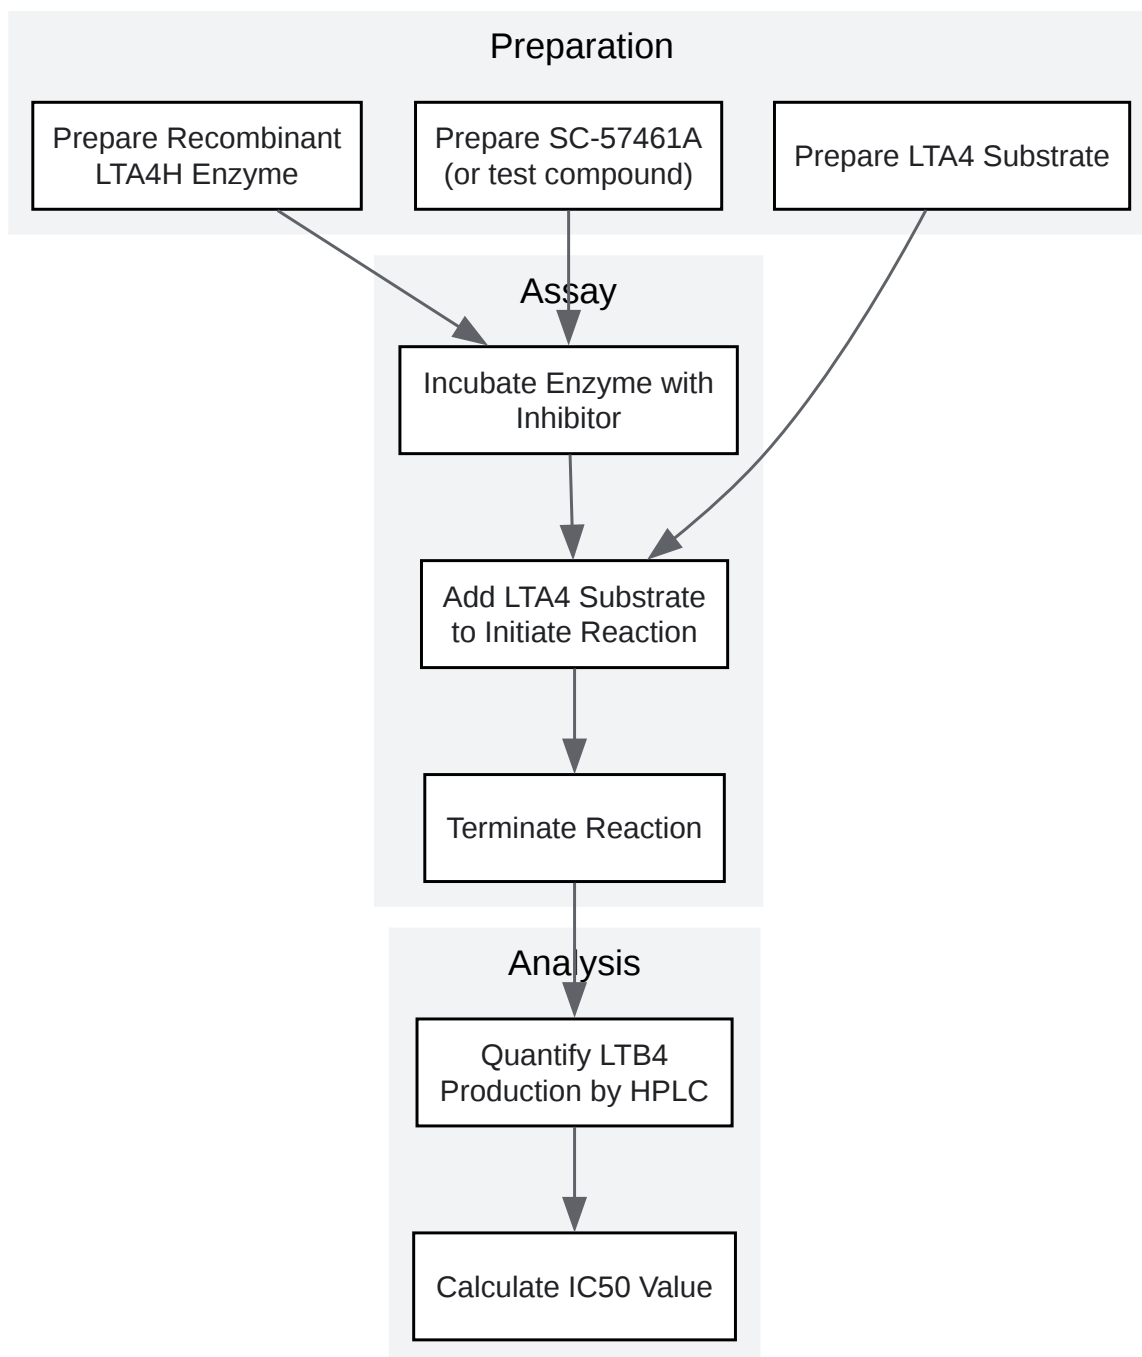 Preparation
Prepare Recombinant
LTA4H Enzyme
Prepare SC-57461A
(or test compound)
Prepare LTA4 Substrate
Assay
Incubate Enzyme with
Inhibitor
Add LTA4 Substrate
to Initiate Reaction
Terminate Reaction
Analysis
Quantify LTB4
Production by HPLC
Calculate IC50 Value